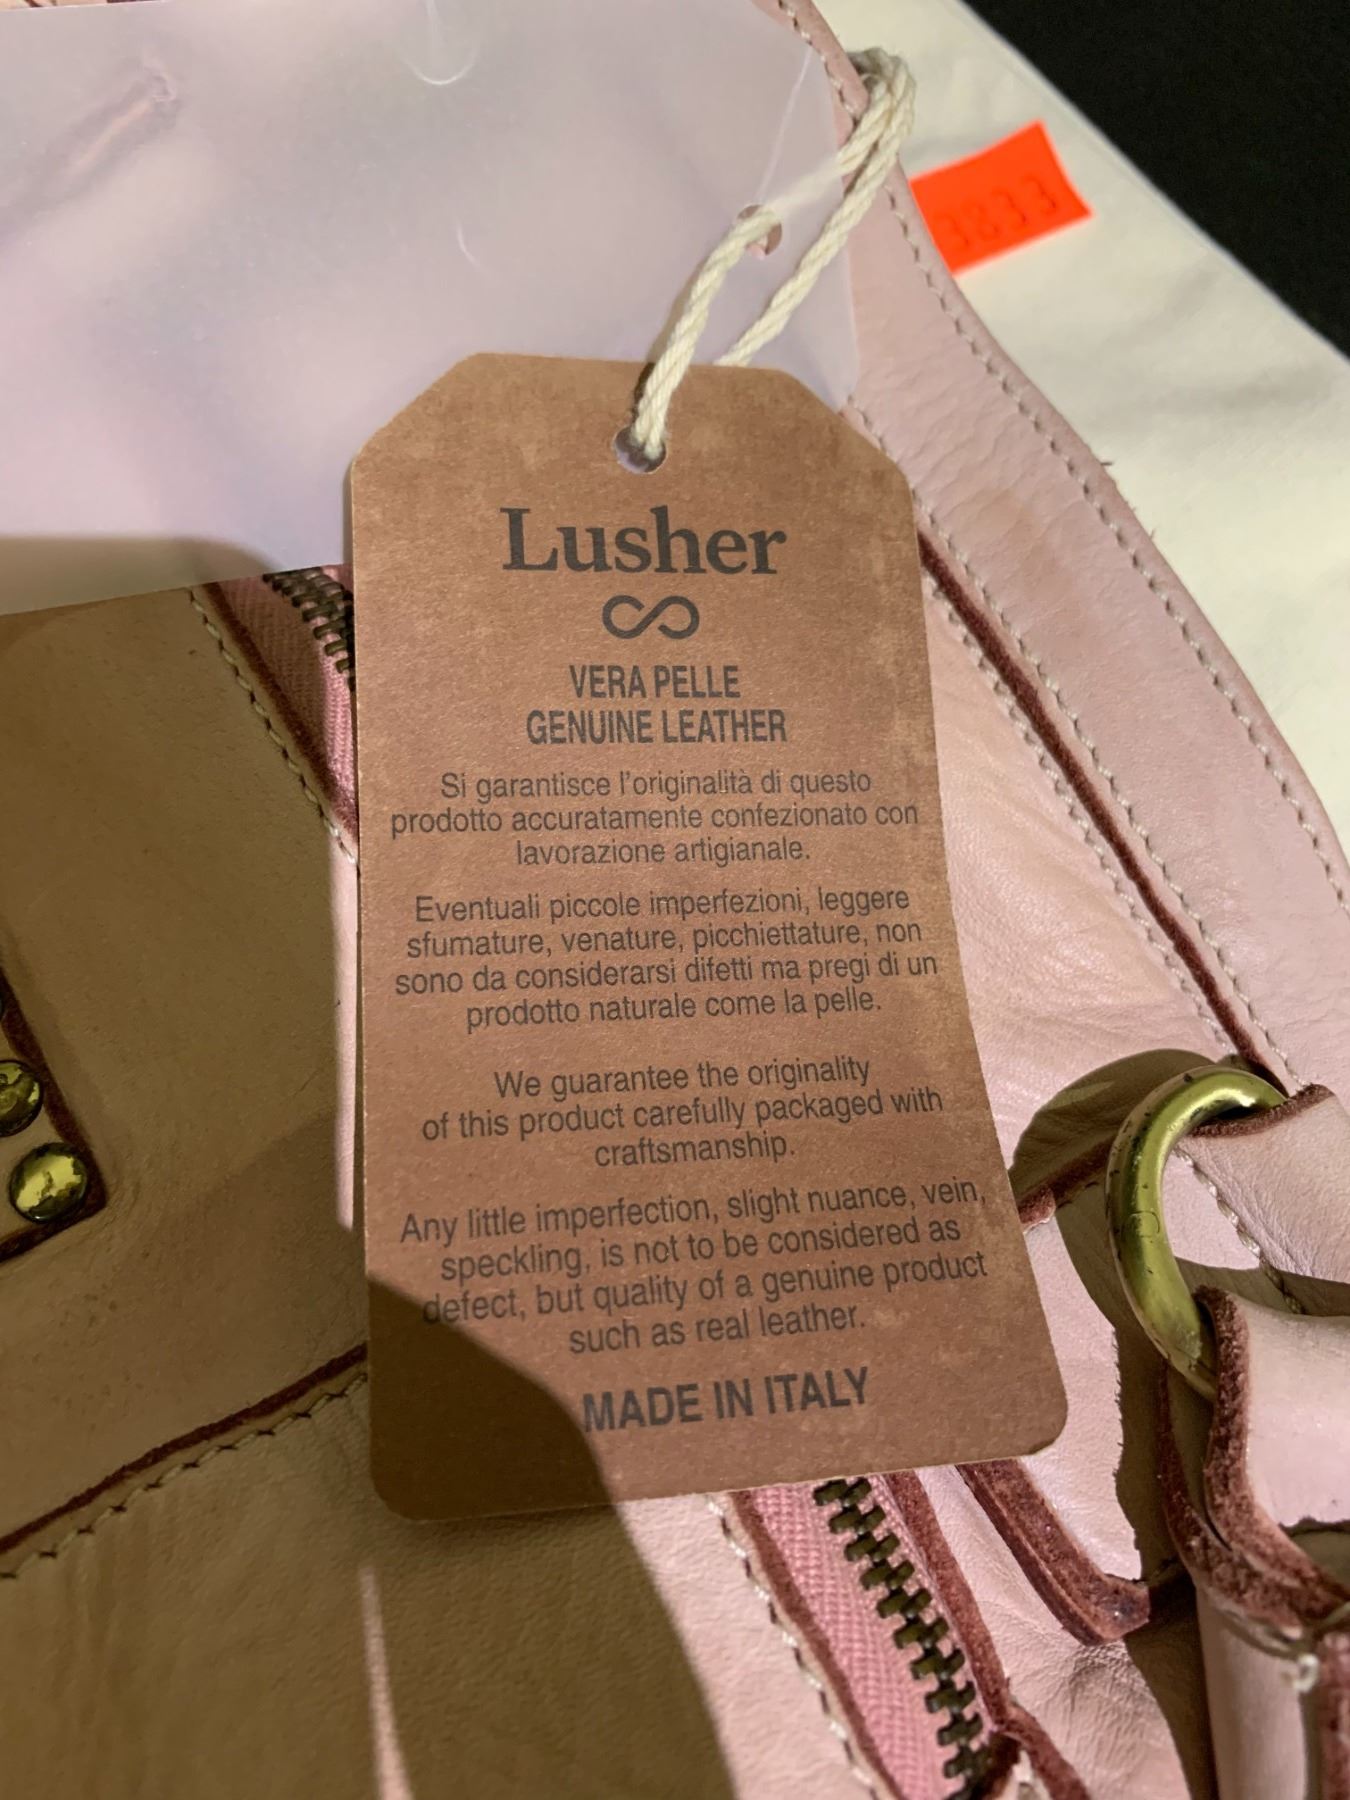 3833
Lusher
VERA PELLE
GENUINE LEATHER
Si garantisce l'originalità di questo
prodotto accuratamente confezionato con
lavorazione artigianale.
Eventuali piccole imperfezioni, leggere
sfumature, venature, picchiettature, non
sono da considerarsi difetti ma pregi di un
prodotto naturale come la pelle.
We guarantee the originality
of this product carefully packaged with
craftsmanship.
Any little imperfection, slight nuance, vein,
speckling, is not to be considered as
defect, but quality of a genuine product
such as real leather.
MADE IN ITALY